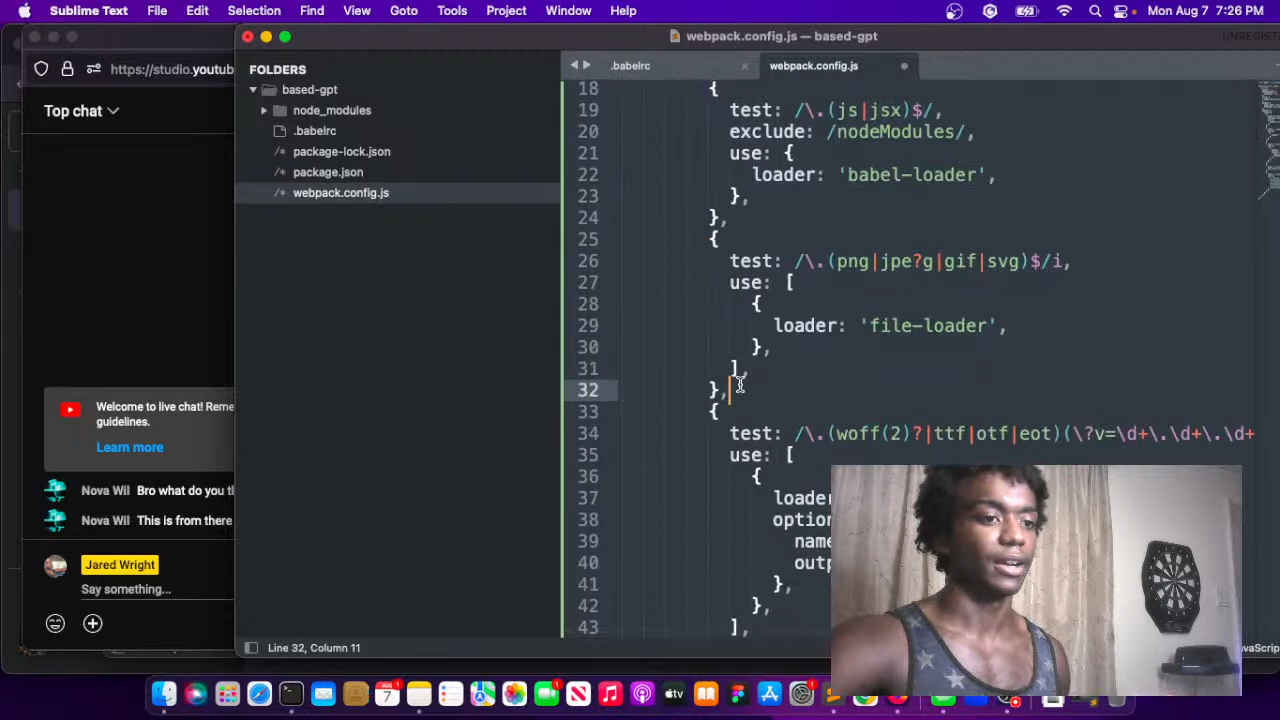 Sublime Text File Edit Selection Find View Goto Tools Project Window Help Mon Aug 7 7:26 PM
webpack.config.js — based-gpt
https://studio.youtub
Top chat
Welcome to live chat! Reme
guidelines.
Learn more
Nova Wil Bro what do you t
Nova Wil This is from there
Jared Wright
Say something...
FOLDERS
based-gpt
node_modules
.babelrc
/* package-lock.json
/* package.json
/* webpack.config.js
.babelrc × webpack.config.js
18 {
19 test: /\.(js|jsx)$/,
20 exclude: /nodeModules/,
21 use: {
22 loader: 'babel-loader',
23 },
24 },
25 {
26 test: /\.(png|jpe?g|gif|svg)$/i,
27 use: [
28 {
29 loader: 'file-loader',
30 },
31 ],
32 },
33 {
34 test: /\.(woff(2)?|ttf|otf|eot)(\?v=\d+\.\d+\.\d+
35 use: [
36 {
37 loader
38 option
39 name
40 outp
41 },
42 },
43 ],
Line 32, Column 11